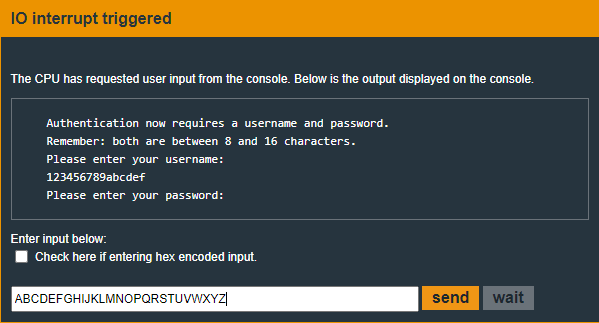 IO interrupt triggered
The CPU has requested user input from the console. Below is the output displayed on the console.
Authentication now requires a username and password.
Remember: both are between 8 and 16 characters.
Please enter your username:
123456789abcdef
Please enter your password:
Enter input below:
Check here if entering hex encoded input.
ABCDEFGHIJKLMNOPQRSTUVWXYZ send wait